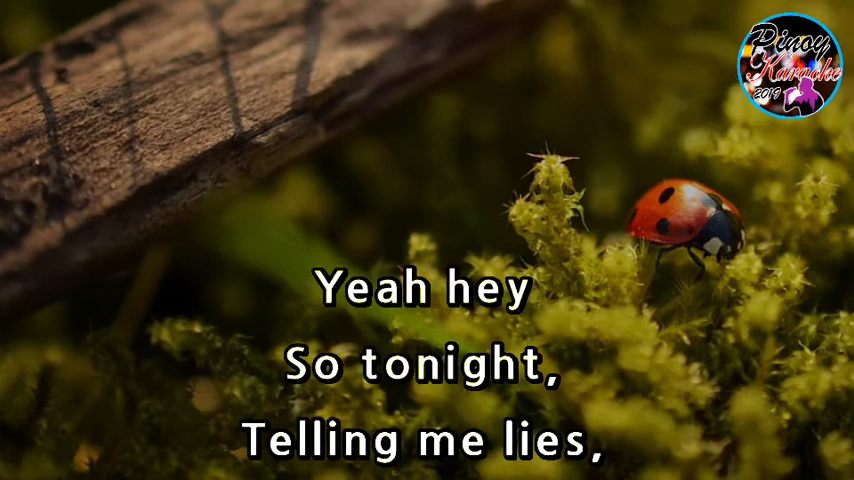 Pinoy
Karaoke
2019
Yeah hey
So tonight,
Telling me lies,